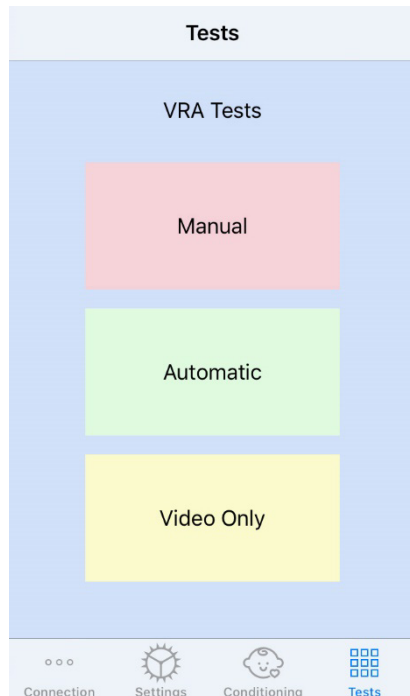 Tests
VRA Tests
Manual
Automatic
Video Only
Connection Settings Conditioning Tests